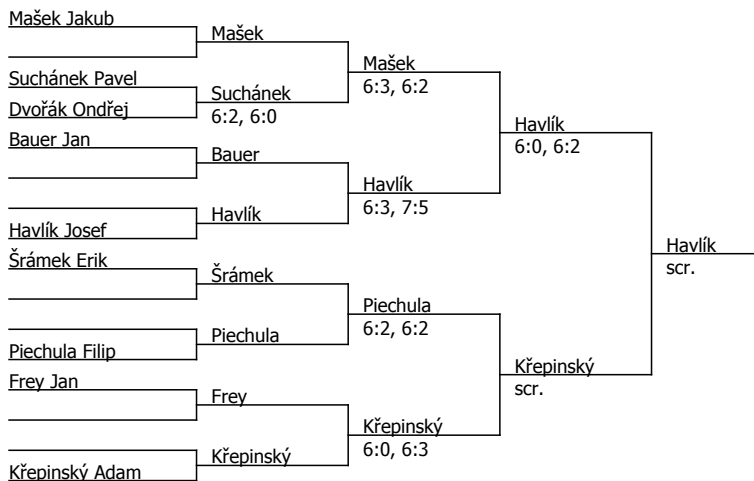 Mašek Jakub
Mašek
Mašek
6:3, 6:2
Suchánek Pavel
Suchánek
6:2, 6:0
Dvořák Ondřej
Havlík
6:0, 6:2
Bauer Jan
Bauer
Havlík
6:3, 7:5
Havlík
Havlík Josef
Havlík
scr.
Šrámek Erik
Šrámek
Piechula
6:2, 6:2
Piechula
Piechula Filip
Křepinský
scr.
Frey Jan
Frey
Křepinský
6:0, 6:3
Křepinský
Křepinský Adam